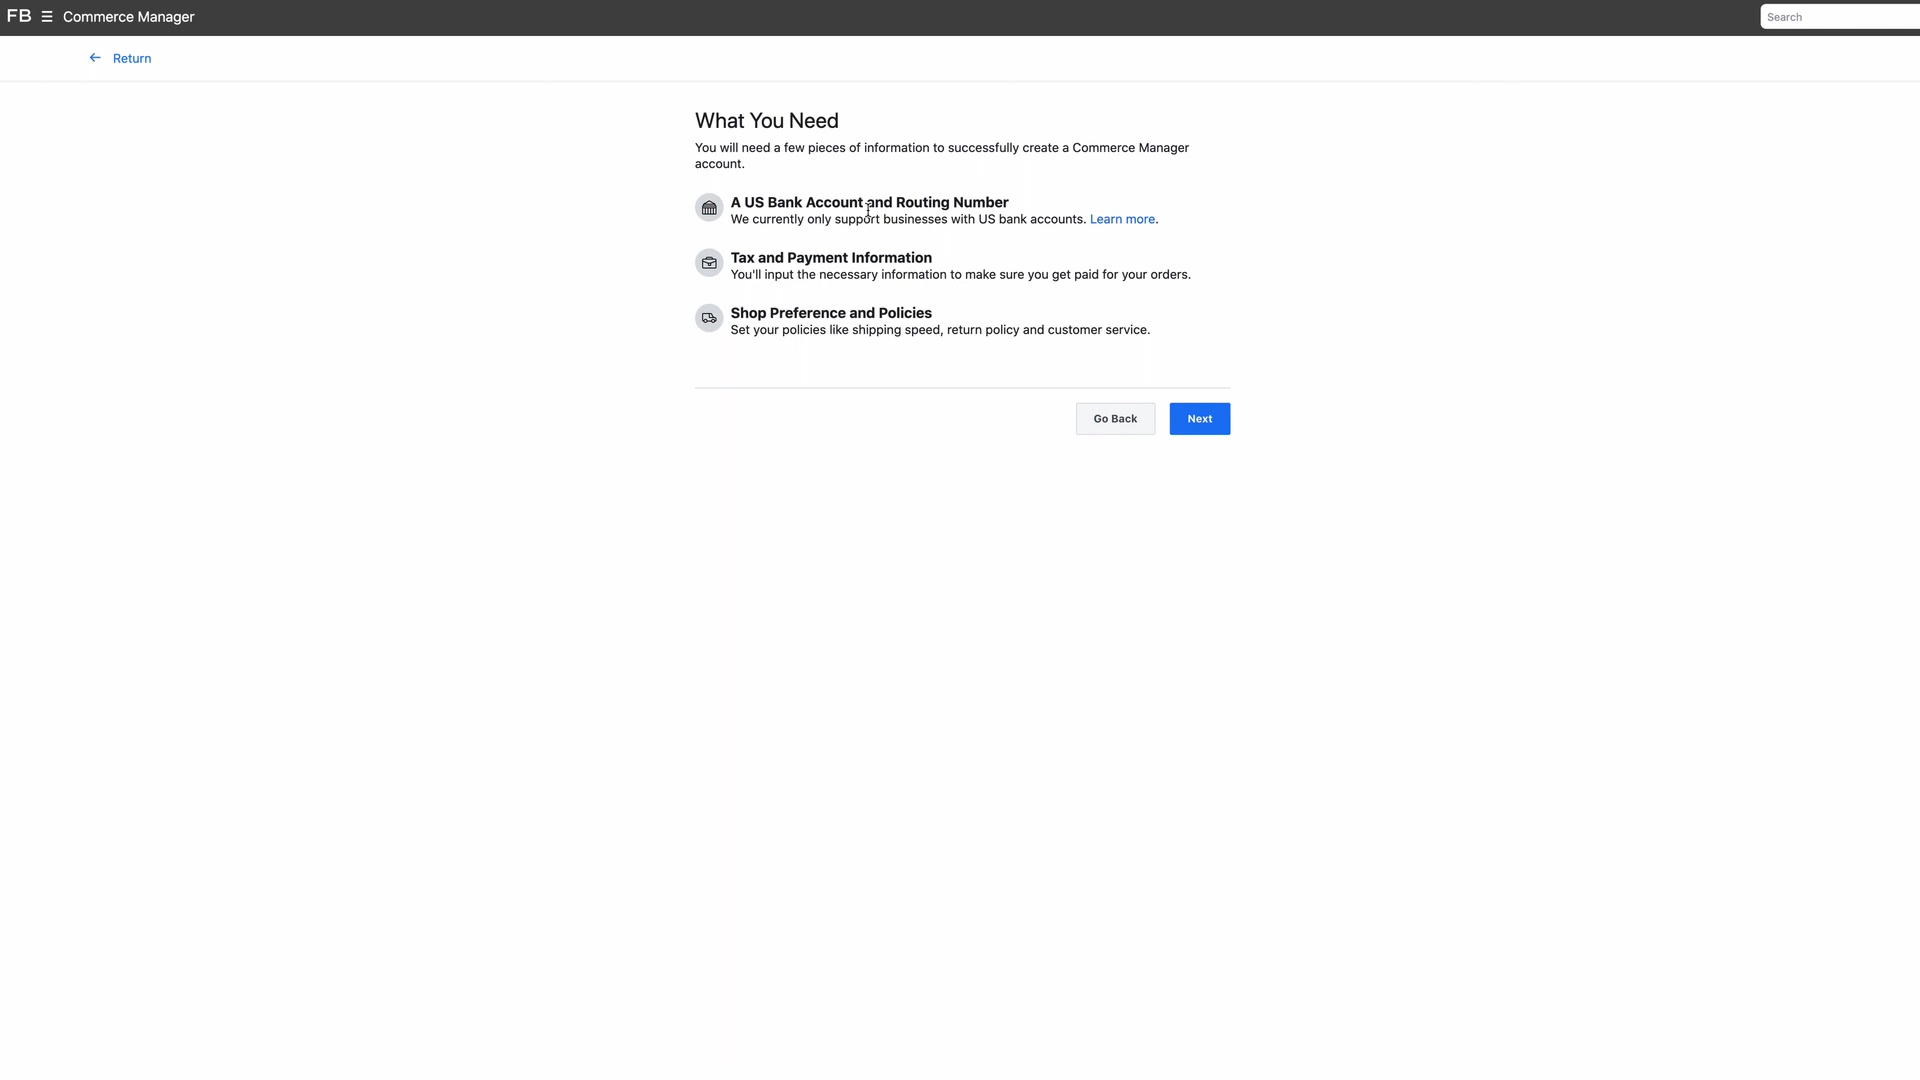 FB ☰ Commerce Manager
Search
← Return
What You Need
You will need a few pieces of information to successfully create a Commerce Manager
account.
A US Bank Account and Routing Number
We currently only support businesses with US bank accounts. Learn more.
Tax and Payment Information
You'll input the necessary information to make sure you get paid for your orders.
Shop Preference and Policies
Set your policies like shipping speed, return policy and customer service.
Go Back
Next